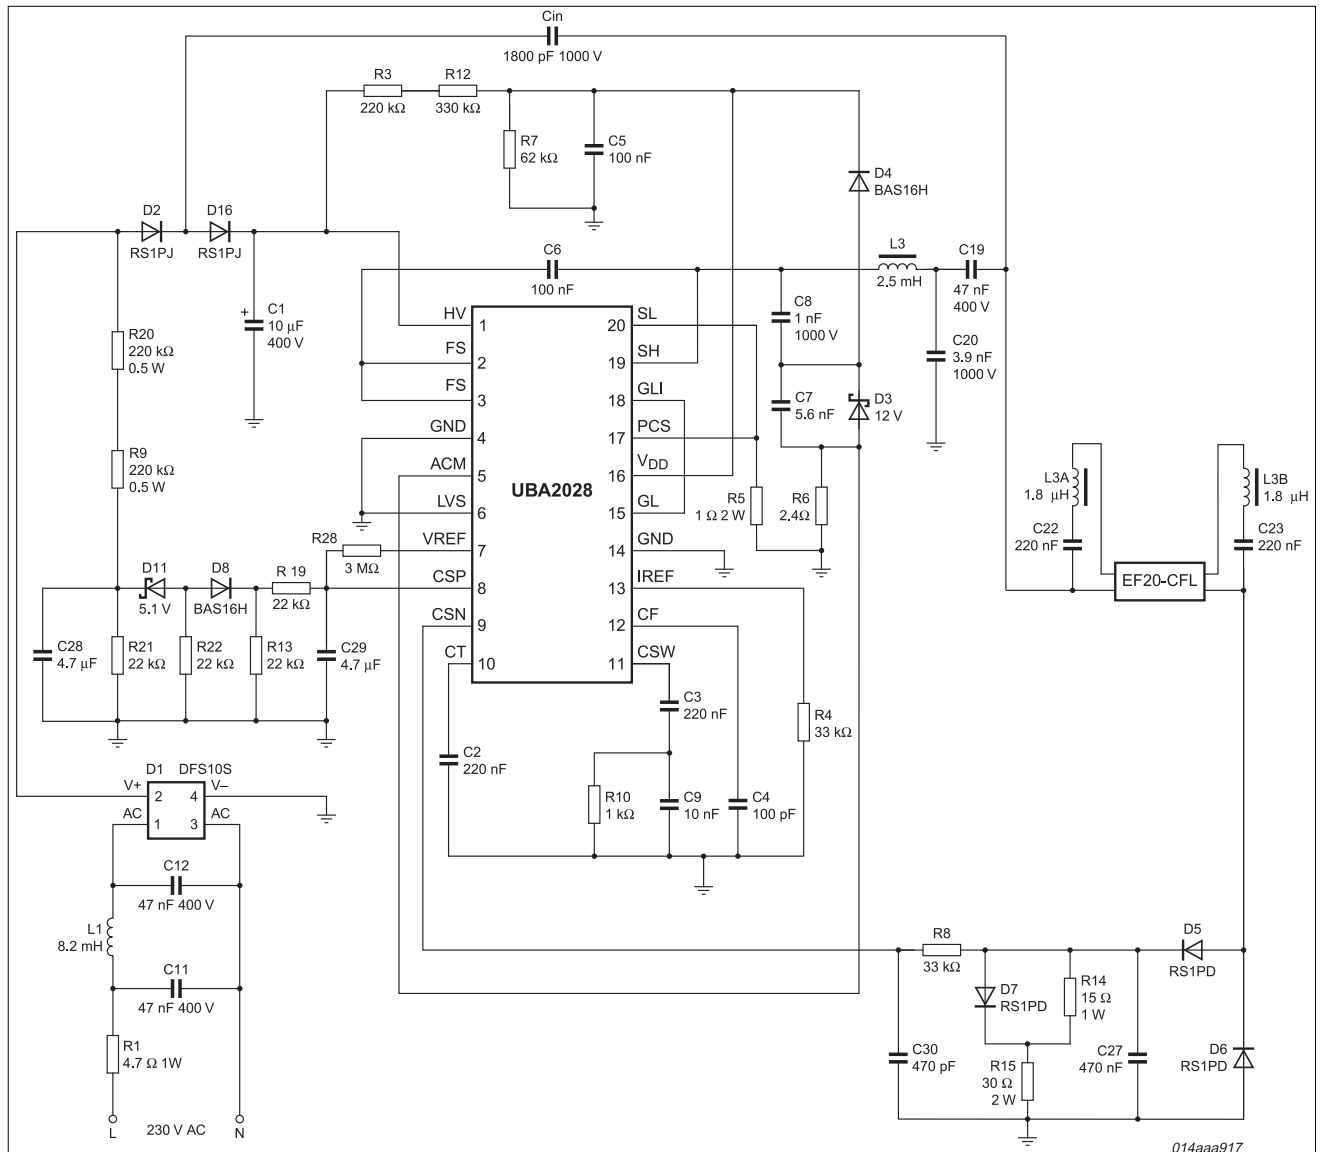 Cin
1800 pF 1000 V
R3
220 kΩ
R12
330 kΩ
R7
62 kΩ
C5
100 nF
D4
BAS16H
D2
RS1PJ
D16
RS1PJ
C6
100 nF
L3
2.5 mH
C19
47 nF
400 V
+
C1
10 μF
400 V
C8
1 nF
1000 V
R20
220 kΩ
0.5 W
C20
3.9 nF
1000 V
HV
1
FS
2
FS
3
GND
4
ACM
5
LVS
6
VREF
7
CSP
8
CSN
9
CT
10
UBA2028
SL
20
SH
19
GLI
18
PCS
17
VDD
16
GL
15
GND
14
IREF
13
CF
12
CSW
11
C7
5.6 nF
D3
12 V
R9
220 kΩ
0.5 W
R5
1 Ω 2 W
R6
2.4Ω
L3A
1.8 μH
L3B
1.8 μH
C22
220 nF
C23
220 nF
EF20-CFL
R28
3 MΩ
D11
5.1 V
D8
BAS16H
R 19
22 kΩ
C28
4.7 μF
R21
22 kΩ
R22
22 kΩ
R13
22 kΩ
C29
4.7 μF
C3
220 nF
R4
33 kΩ
C2
220 nF
R10
1 kΩ
C9
10 nF
C4
100 pF
D1
DFS10S
V+
2
4
V–
AC
1
3
AC
C12
47 nF 400 V
L1
8.2 mH
C11
47 nF 400 V
R1
4.7 Ω 1W
L
230 V AC
N
R8
33 kΩ
D5
RS1PD
D7
RS1PD
R14
15 Ω
1 W
C30
470 pF
R15
30 Ω
2 W
C27
470 nF
D6
RS1PD
014aaa917